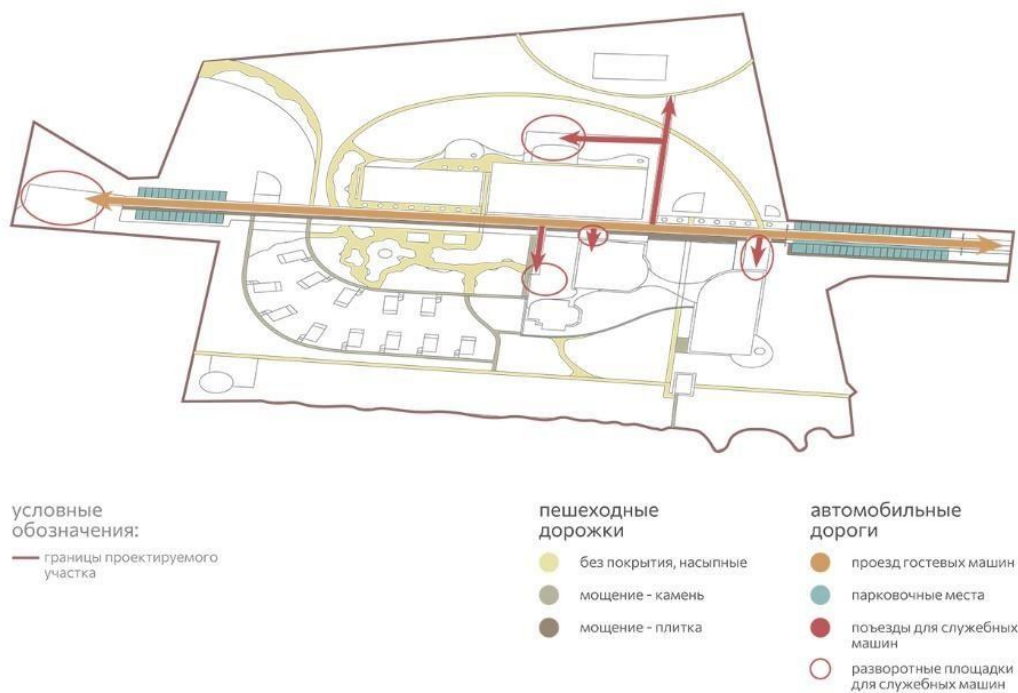 условные
обозначения:
границы проектируемого
участка
пешеходные
дорожки
без покрытия, насыпные
мощение - камень
мощение - плитка
автомобильные
дороги
проезд гостевых машин
парковочные места
поъезды для служебных
машин
разворотные площадки
для служебных машин